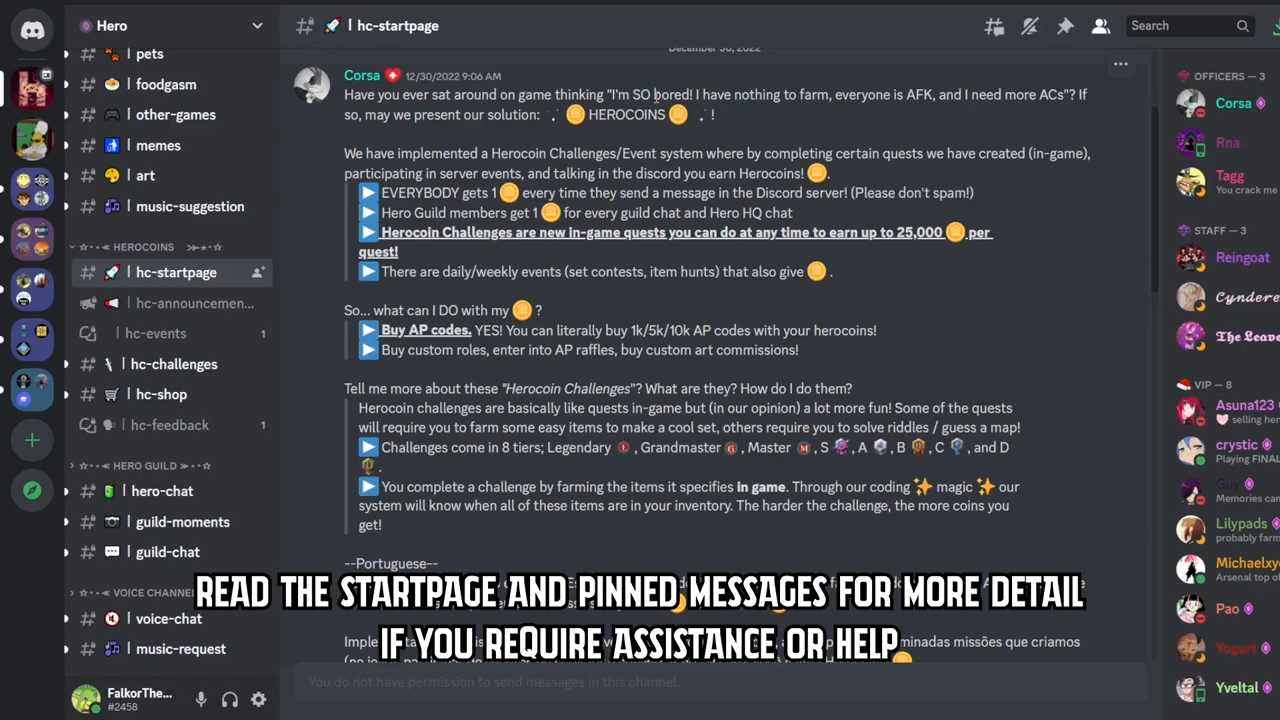 Hero
pets
foodgasm
other-games
memes
art
music-suggestion
HEROCOINS
hc-startpage
hc-announcemen...
hc-events 1
hc-challenges
hc-shop
hc-feedback 1
HERO GUILD
hero-chat
guild-moments
guild-chat
VOICE CHANNEL
voice-chat
music-request
FalkorThe...
#2458
hc-startpage
Search
December 30, 2022
Corsa 12/30/2022 9:06 AM
Have you ever sat around on game thinking "I'm SO bored! I have nothing to farm, everyone is AFK, and I need more ACs"? If
so, may we present our solution: HEROCOINS !
We have implemented a Herocoin Challenges/Event system where by completing certain quests we have created (in-game),
participating in server events, and talking in the discord you earn Herocoins! .
EVERYBODY gets 1 every time they send a message in the Discord server! (Please don't spam!)
Hero Guild members get 1 for every guild chat and Hero HQ chat
Herocoin Challenges are new in-game quests you can do at any time to earn up to 25,000 per
quest!
There are daily/weekly events (set contests, item hunts) that also give .
So... what can I DO with my ?
Buy AP codes. YES! You can literally buy 1k/5k/10k AP codes with your herocoins!
Buy custom roles, enter into AP raffles, buy custom art commissions!
Tell me more about these "Herocoin Challenges"? What are they? How do I do them?
Herocoin challenges are basically like quests in-game but (in our opinion) a lot more fun! Some of the quests
will require you to farm some easy items to make a cool set, others require you to solve riddles / guess a map!
Challenges come in 8 tiers; Legendary , Grandmaster , Master , S , A , B , C , and D
.
You complete a challenge by farming the items it specifies in game. Through our coding magic our
system will know when all of these items are in your inventory. The harder the challenge, the more coins you
get!
--Portuguese--
READ THE STARTPAGE AND PINNED MESSAGES FOR MORE DETAIL
IF YOU REQUIRE ASSISTANCE OR HELP
minadas missões que criamos
You do not have permission to send messages in this channel.
OFFICERS — 3
Corsa
Rna
Tagg
You crack me
STAFF — 3
Reingoat
Cyndere
The Leave
VIP — 8
Asuna123
selling her
crystic
Playing FINAL
Guy
Memories can
Lilypads
probably farm
Michaelxy
Arsenal top of
Pao
Yogurt
Yveltal